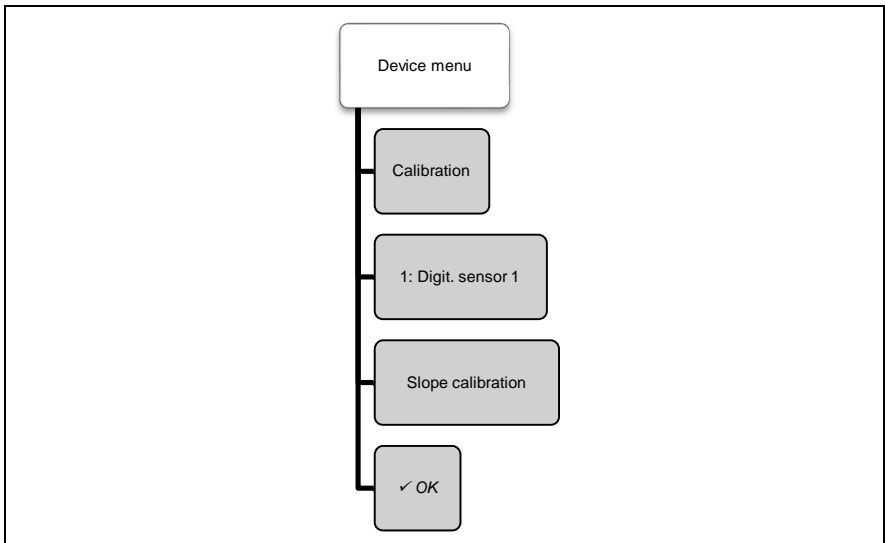 Device menu
Calibration
1: Digit. sensor 1
Slope calibration
✓ OK